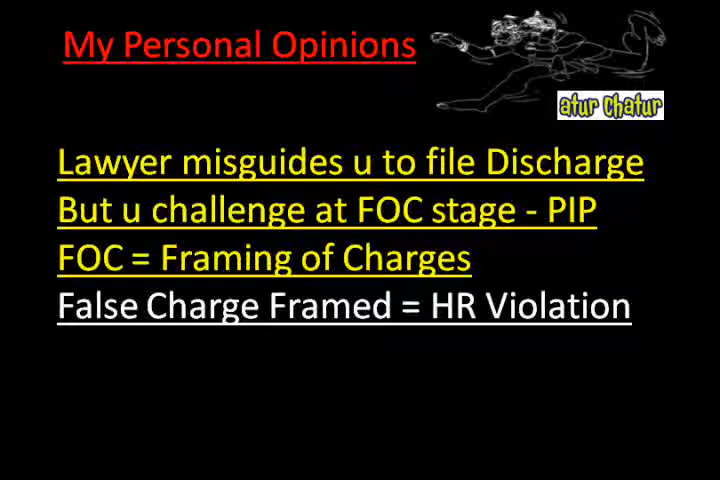 My Personal Opinions
atur chatur
Lawyer misguides u to file Discharge
But u challenge at FOC stage - PIP
FOC = Framing of Charges
False Charge Framed = HR Violation